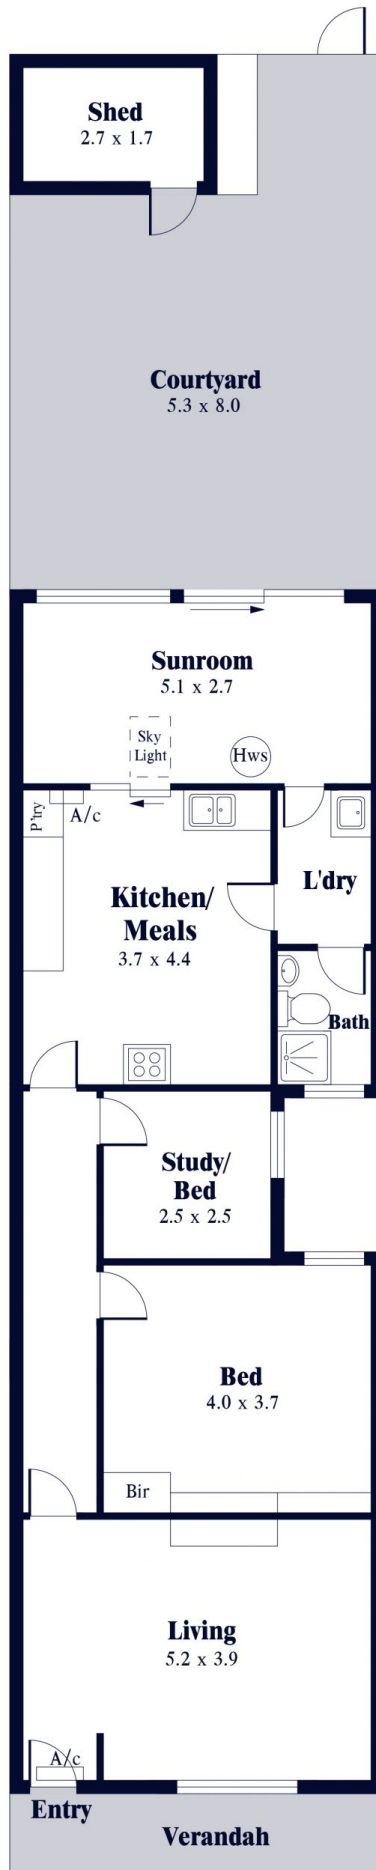 Shed
2.7 x 1.7
Courtyard
5.3 x 8.0
Sunroom
5.1 x 2.7
Sky
Light
Hws
P'try
A/c
L'dry
Kitchen/
Meals
3.7 x 4.4
Bath
Study/
Bed
2.5 x 2.5
Bed
4.0 x 3.7
Bir
Living
5.2 x 3.9
A/c
Entry
Verandah